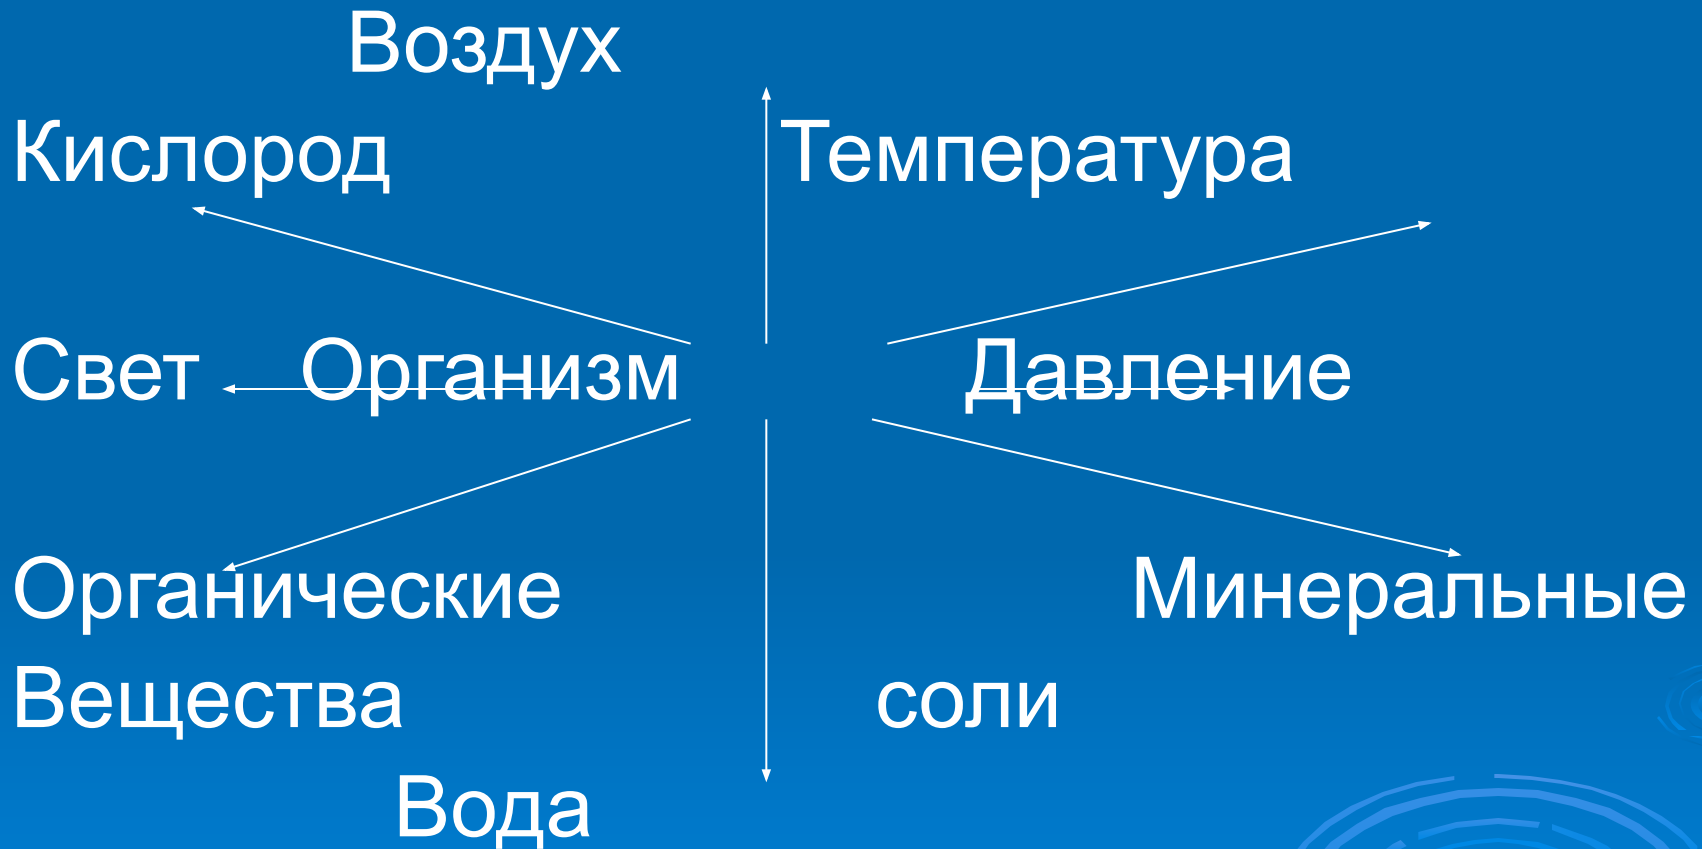 Воздух
Кислород Температура
Свет Организм Давление
Органические Минеральные
Вещества соли
Вода